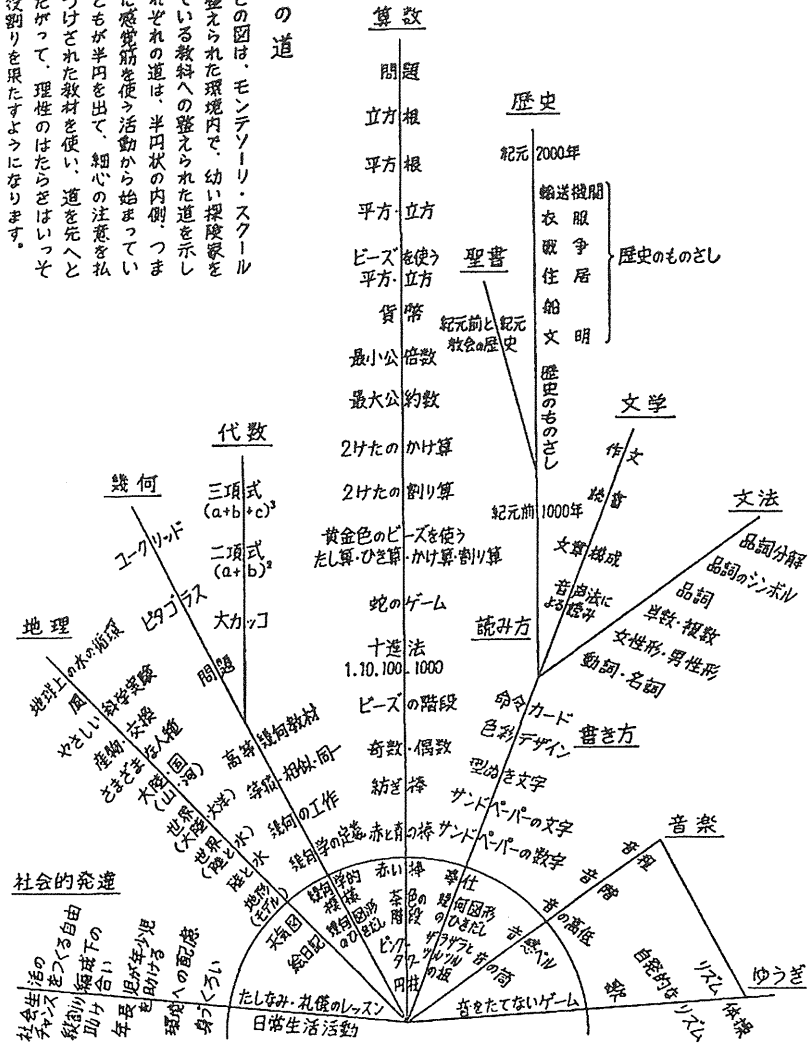 の道
この図は、モンテソーリ・スクール
整えられた環境内で、幼い探険家を
ている教科への整えられた道を示し
れぞれの道は、半円状の内側、つま
に感覚筋を使う活動から始まってい
ともが半円を出て、細心の注意を払
つけされた教材を使い、道を先へと
たがって、理性のはたらきはいっそ
役割りを果たすようになります。
算数
問題
立方根
平方根
平方・立方
ビーズを使う
平方・立方
貨幣
最小公倍数
最大公約数
2けたのかけ算
2けたの割り算
黄金色のビーズを使う
たし算・ひき算・かけ算・割り算
蛇のゲーム
十進法
1.10.100.1000
ビーズの階段
奇数・偶数
紡ぎ棒
赤と青の棒
赤い棒
茶色の
階段
ピンク
タワー
円柱
歴史
紀元 2000年
輸送機関
衣服
戦争
住居
船
文明
歴史のものさし
歴史のものさし
紀元前 1000年
聖書
紀元前と紀元
教会の歴史
文学
作文
読書
文章構成
音声法に
よる読み
文法
品詞分解
品詞のシンボル
品詞
単数・複数
女性形・男性形
動詞・名詞
読み方
命令カード
色彩デザイン
書き方
型ぬき文字
サンドペーパーの文字
サンドペーパーの数字
奉仕
幾何図形
のひきだし
ザラザラと
ツルツル
の板
代数
三項式
(a+b+c)³
二項式
(a+b)²
大カッコ
幾何
ユークリッド
ピタゴラス
問題
高等幾何教材
等積・相似・同一
幾何の工作
幾何学の定義
幾何学的
模様
幾何図形
のひきだし
地理
地球上の水の循環
風
やさしい科学実験
産物・交換
さまざまな人種
大陸・国
(山・河)
世界
(大陸・大洋)
世界
(陸と水)
陸と水
地形
(モデル)
天気図
絵日記
音楽
音程
音階
音の高低
音感ベル
音の筒
ゆうぎ
体操
リズム
自発的な
リズム
音をたてないゲーム
社会的発達
社会生活の
チャンスをつくる自由
縦割り編成下の
助け合い
年長児が年少児
を助ける
環境への配慮
身づくろい
たしなみ・礼儀のレッスン
日常生活活動